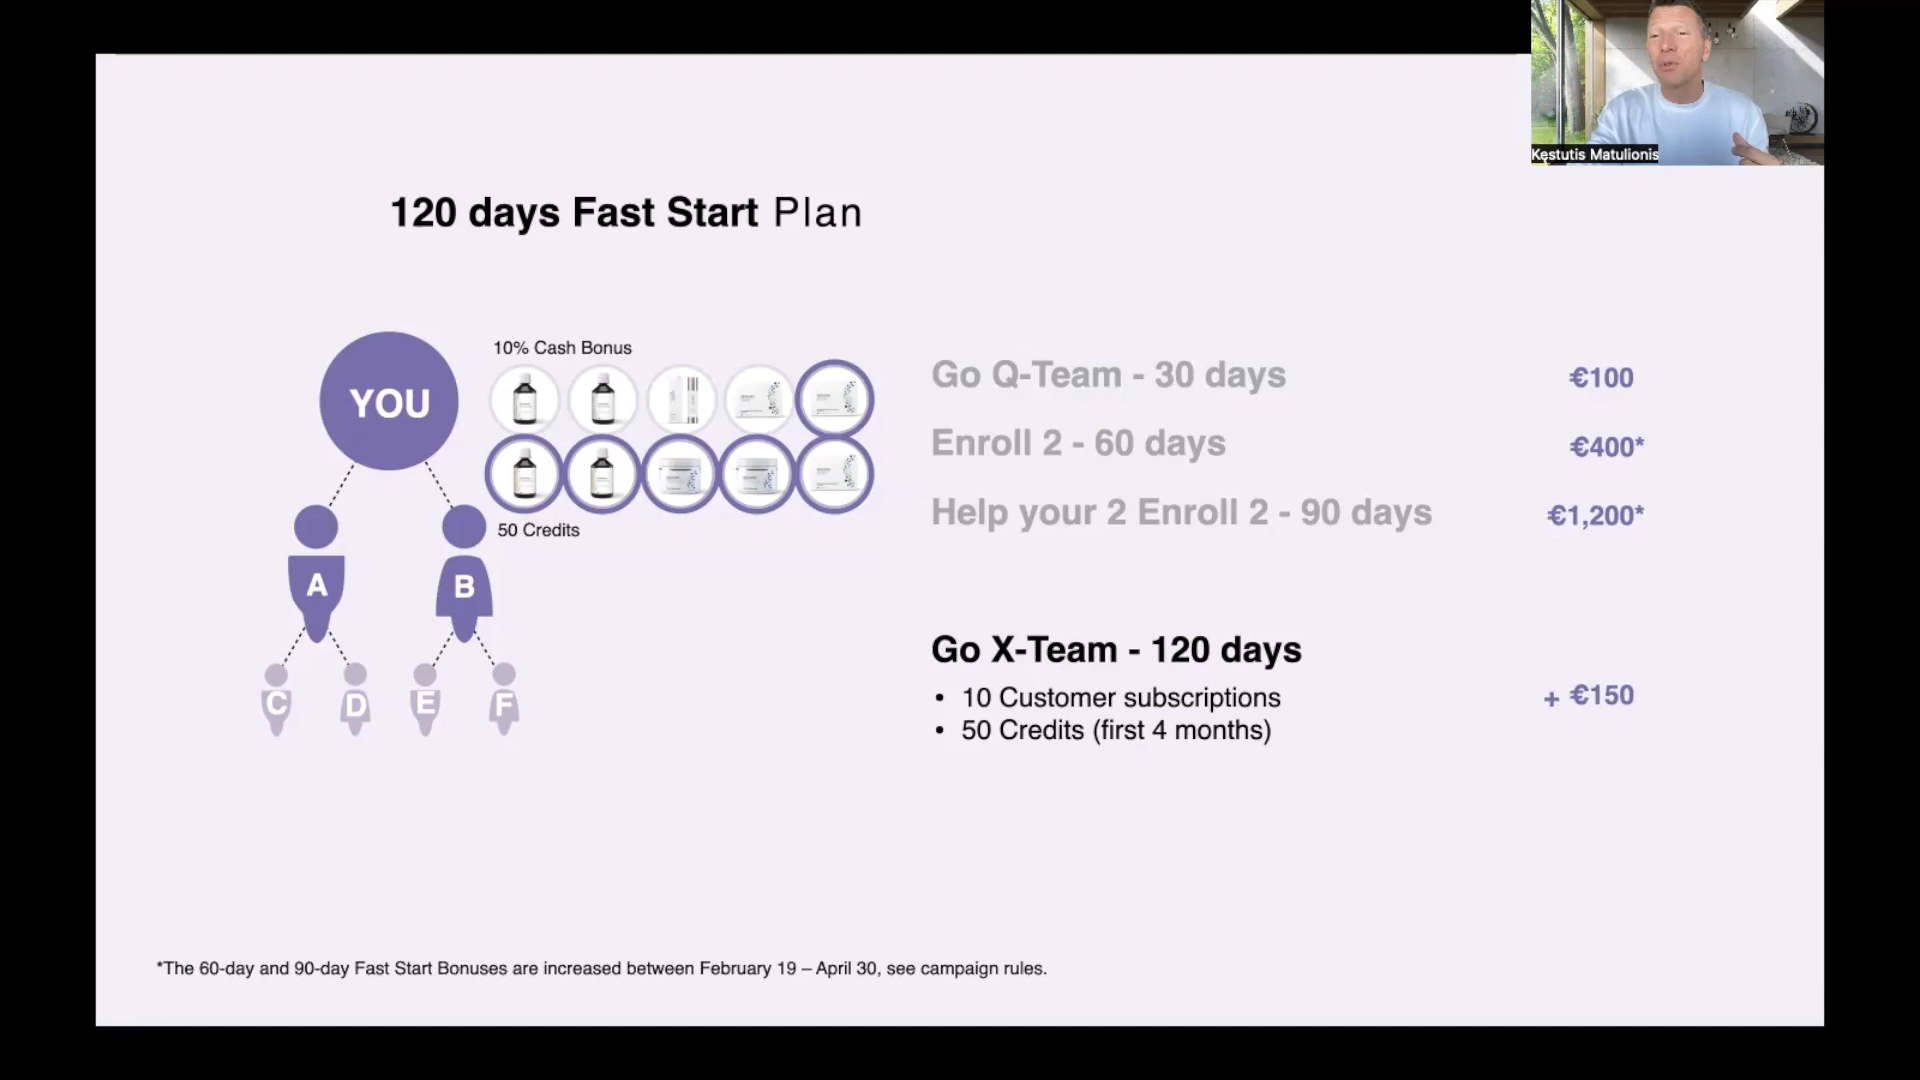 Kęstutis Matulionis
120 days Fast Start Plan
10% Cash Bonus
YOU
50 Credits
A
B
C
D
E
F
Go Q-Team - 30 days
€100
Enroll 2 - 60 days
€400*
Help your 2 Enroll 2 - 90 days
€1,200*
Go X-Team - 120 days
• 10 Customer subscriptions
• 50 Credits (first 4 months)
+ €150
*The 60-day and 90-day Fast Start Bonuses are increased between February 19 – April 30, see campaign rules.